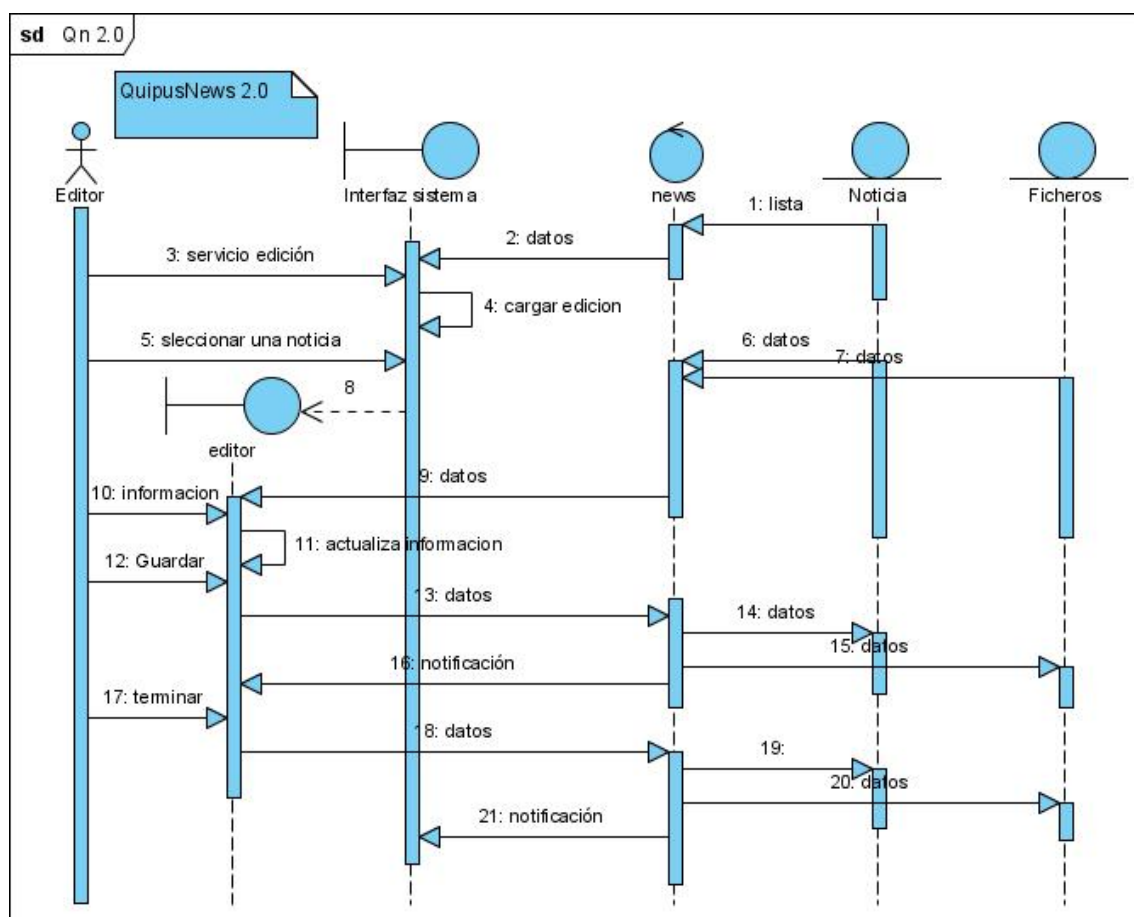 sd Qn 2.0
QuipusNews 2.0
Editor
Interfaz sistema
news
Noticia
Ficheros
1: lista
2: datos
3: servicio edición
4: cargar edicion
5: sleccionar una noticia
6: datos
7: datos
8
editor
9: datos
10: informacion
11: actualiza informacion
12: Guardar
13: datos
14: datos
15: datos
16: notificación
17: terminar
18: datos
19:
20: datos
21: notificación